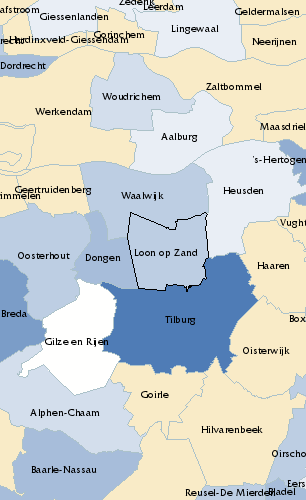 Zederik
Leerdam
afstroom
Giessenlanden
Geldermalsen
Lingewaal
Gorinchem
Hardinxveld-Giessendam
Neerijnen
Dordrecht
Zaltbommel
Woudrichem
Werkendam
Maasdriel
Aalburg
's-Hertogen
Geertruidenberg
Heusden
Waalwijk
rimmelen
Vught
Loon op Zand
Oosterhout
Dongen
Haaren
Breda
Tilburg
Box
Gilze en Rijen
Oisterwijk
Goirle
Alphen-Chaam
Hilvarenbeek
Oirscho
Baarle-Nassau
Eers
Reusel-De Mierden
Bladel